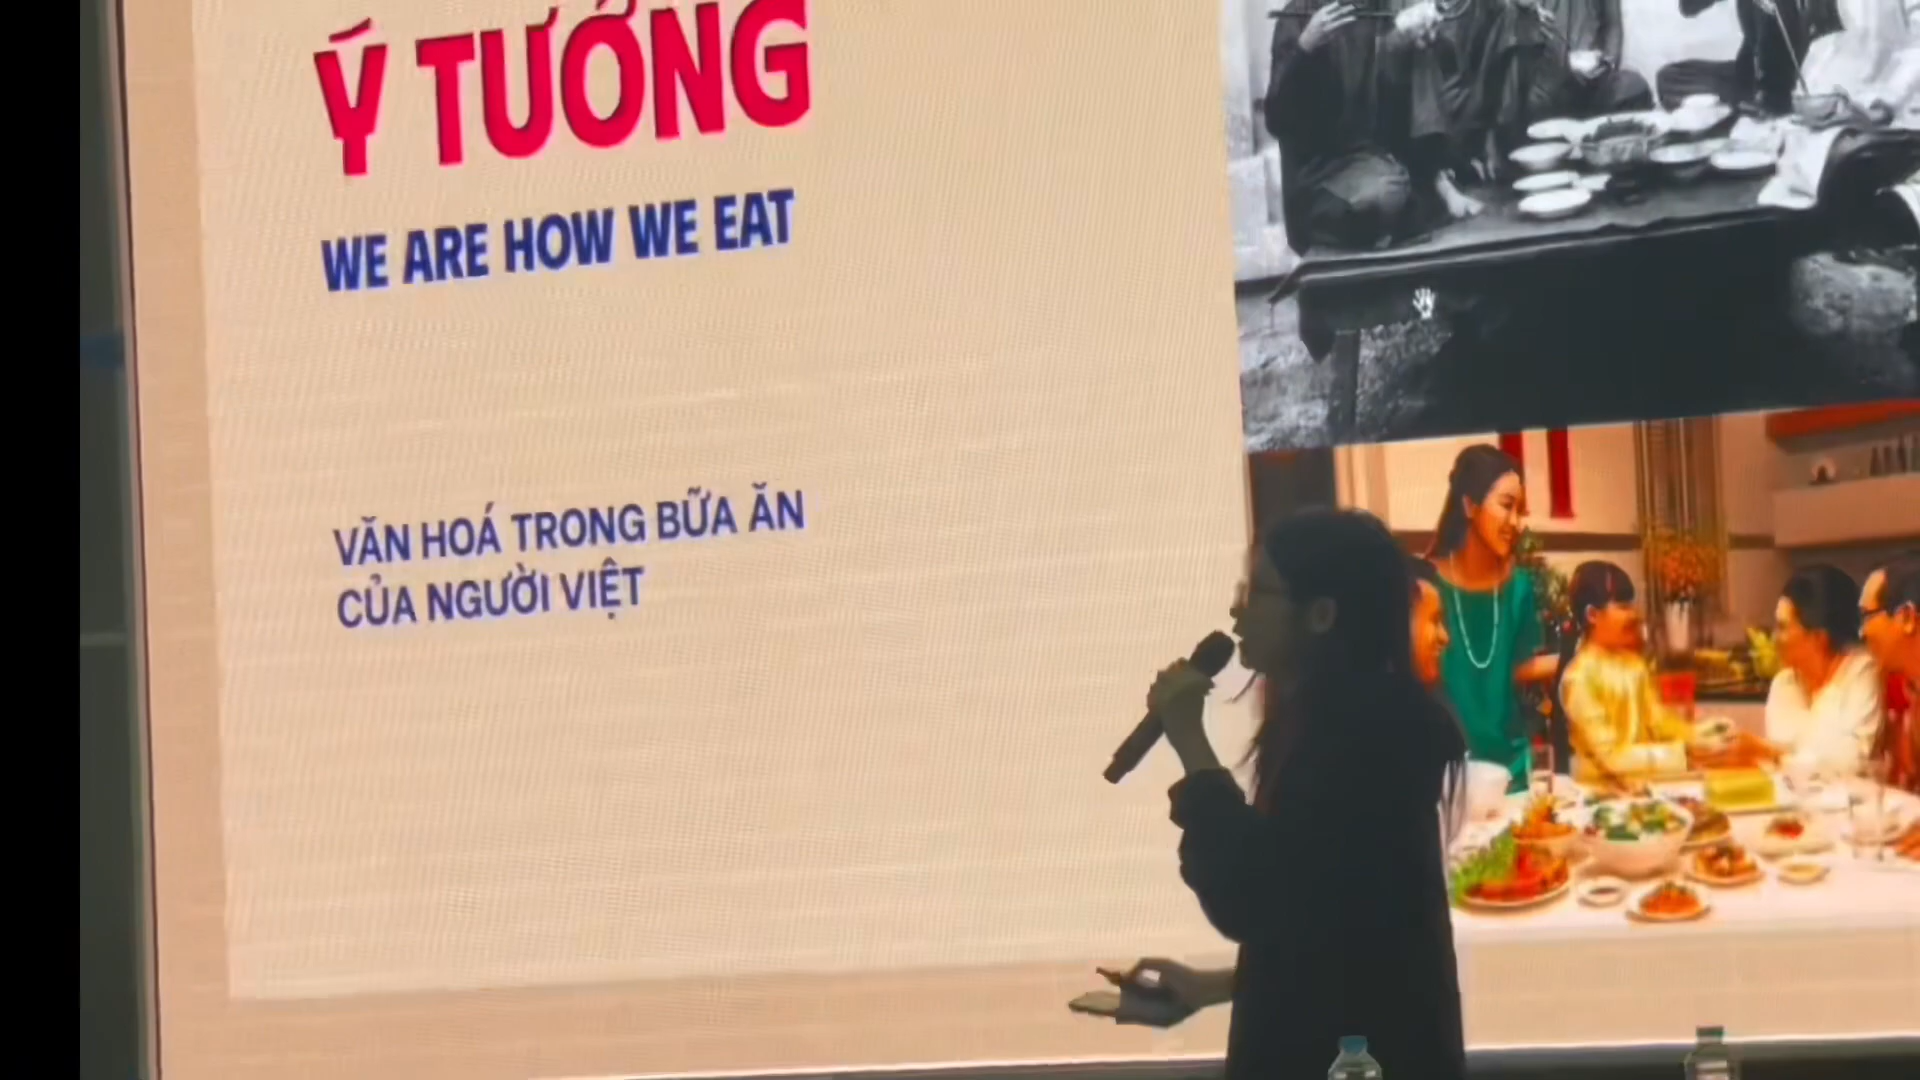 Ý TƯỞNG
WE ARE HOW WE EAT
VĂN HOÁ TRONG BỮA ĂN
CỦA NGƯỜI VIỆT